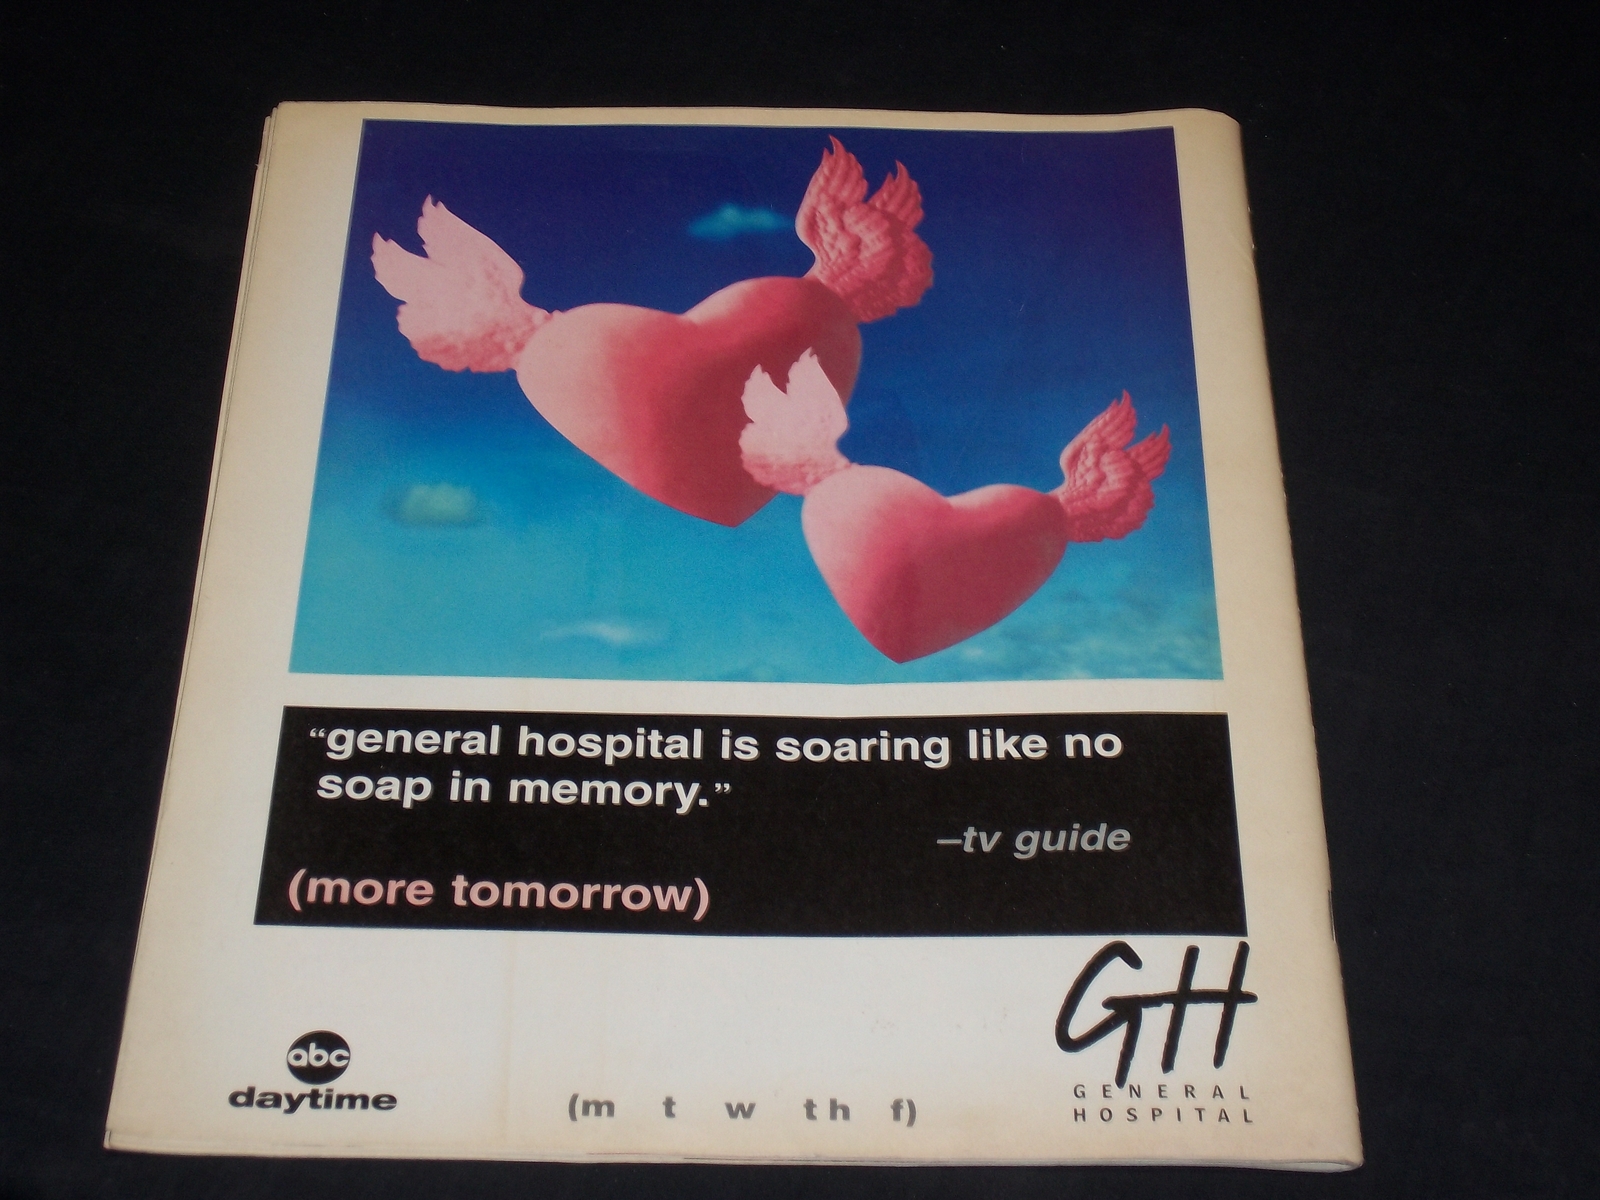 “general hospital is soaring like no
soap in memory.”
–tv guide
(more tomorrow)
GH
GENERAL
HOSPITAL
abc
daytime
(m t w th f)